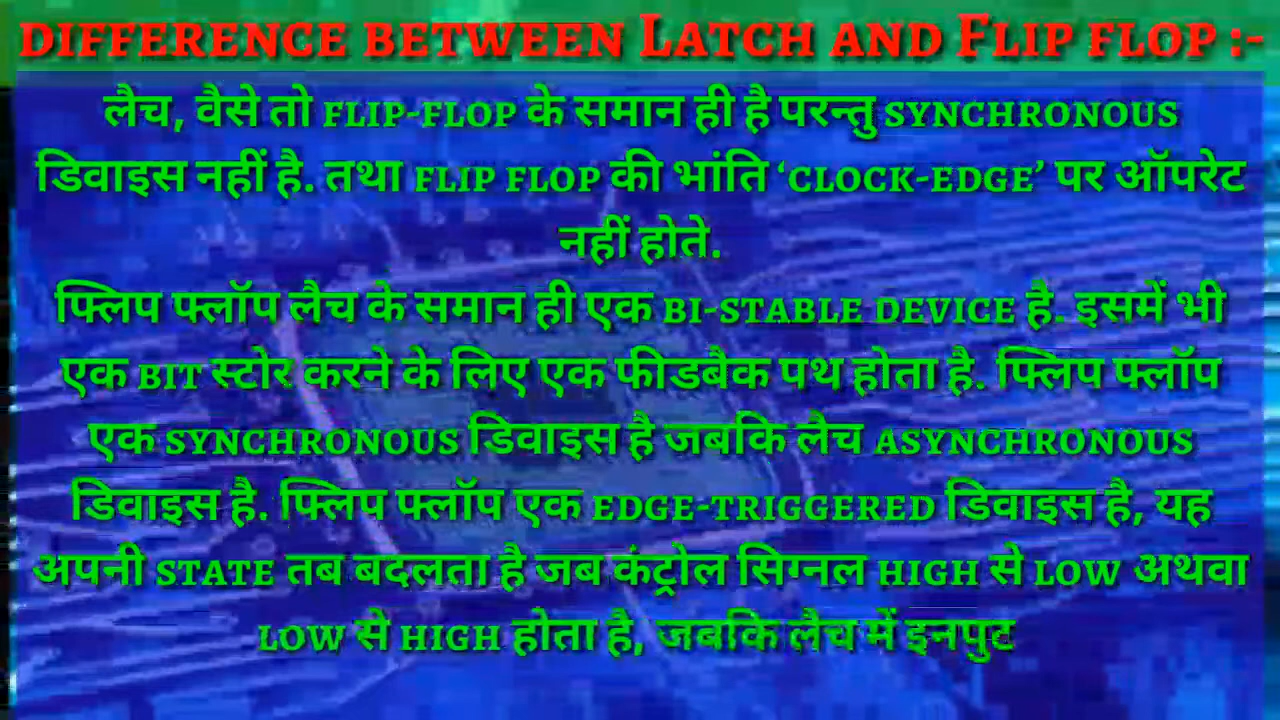 DIFFERENCE BETWEEN LATCH AND FLIP FLOP :-
लैच, वैसे तो FLIP-FLOP के समान ही है परन्तु SYNCHRONOUS
डिवाइस नहीं है. तथा FLIP FLOP की भांति ‘CLOCK-EDGE’ पर ऑपरेट
नहीं होते.
फ्लिप फ्लॉप लैच के समान ही एक BI-STABLE DEVICE है. इसमें भी
एक BIT स्टोर करने के लिए एक फीडबैक पथ होता है. फ्लिप फ्लॉप
एक SYNCHRONOUS डिवाइस है जबकि लैच ASYNCHRONOUS
डिवाइस है. फ्लिप फ्लॉप एक EDGE-TRIGGERED डिवाइस है, यह
अपनी STATE तब बदलता है जब कंट्रोल सिग्नल HIGH से LOW अथवा
LOW से HIGH होता है, जबकि लैच में इनपुट